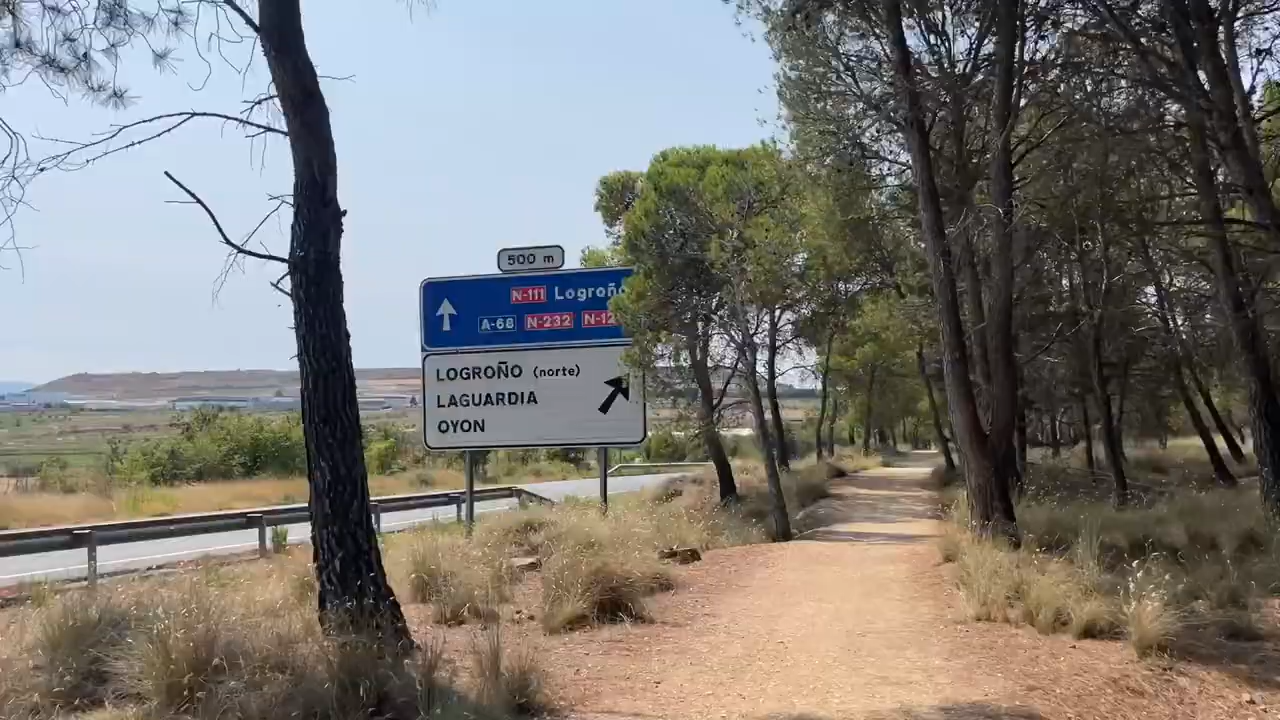 500 m
N-111 Logroño
A-68 N-232
LOGROÑO (norte)
LAGUARDIA
OYON